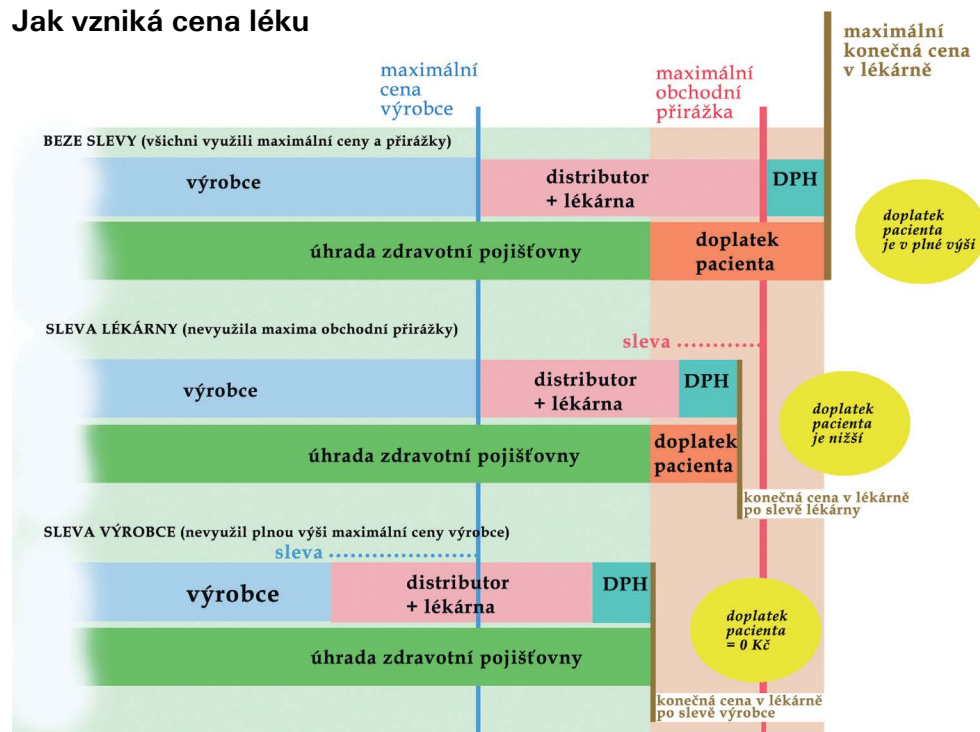 Jak vzniká cena léku
maximální
konečná cena
v lékárně
maximální
cena
výrobce
maximální
obchodní
přirážka
BEZE SLEVY (všichni využili maximální ceny a přirážky)
výrobce
distributor
+ lékárna
DPH
úhrada zdravotní pojišťovny
doplatek
pacienta
doplatek
pacienta
je v plné výši
SLEVA LÉKÁRNY (nevyužila maxima obchodní přirážky)
sleva
výrobce
distributor
+ lékárna
DPH
úhrada zdravotní pojišťovny
doplatek
pacienta
doplatek
pacienta
je nižší
konečná cena v lékárně
po slevě lékárny
SLEVA VÝROBCE (nevyužil plnou výši maximální ceny výrobce)
sleva
výrobce
distributor
+ lékárna
DPH
úhrada zdravotní pojišťovny
doplatek
pacienta
= 0 Kč
konečná cena v lékárně
po slevě výrobce